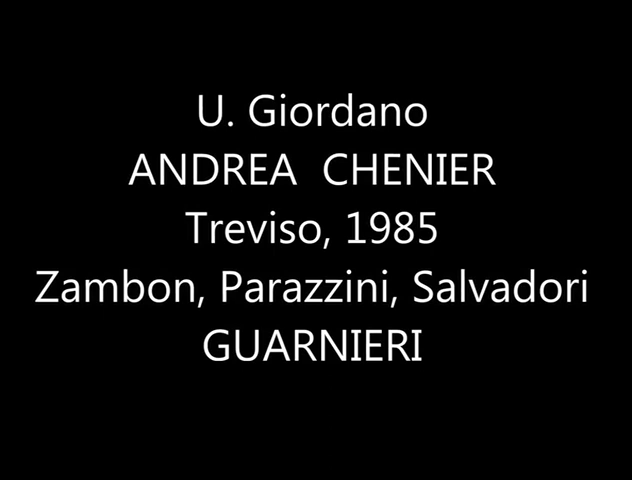 U. Giordano
ANDREA  CHENIER
Treviso, 1985
Zambon, Parazzini, Salvadori
GUARNIERI